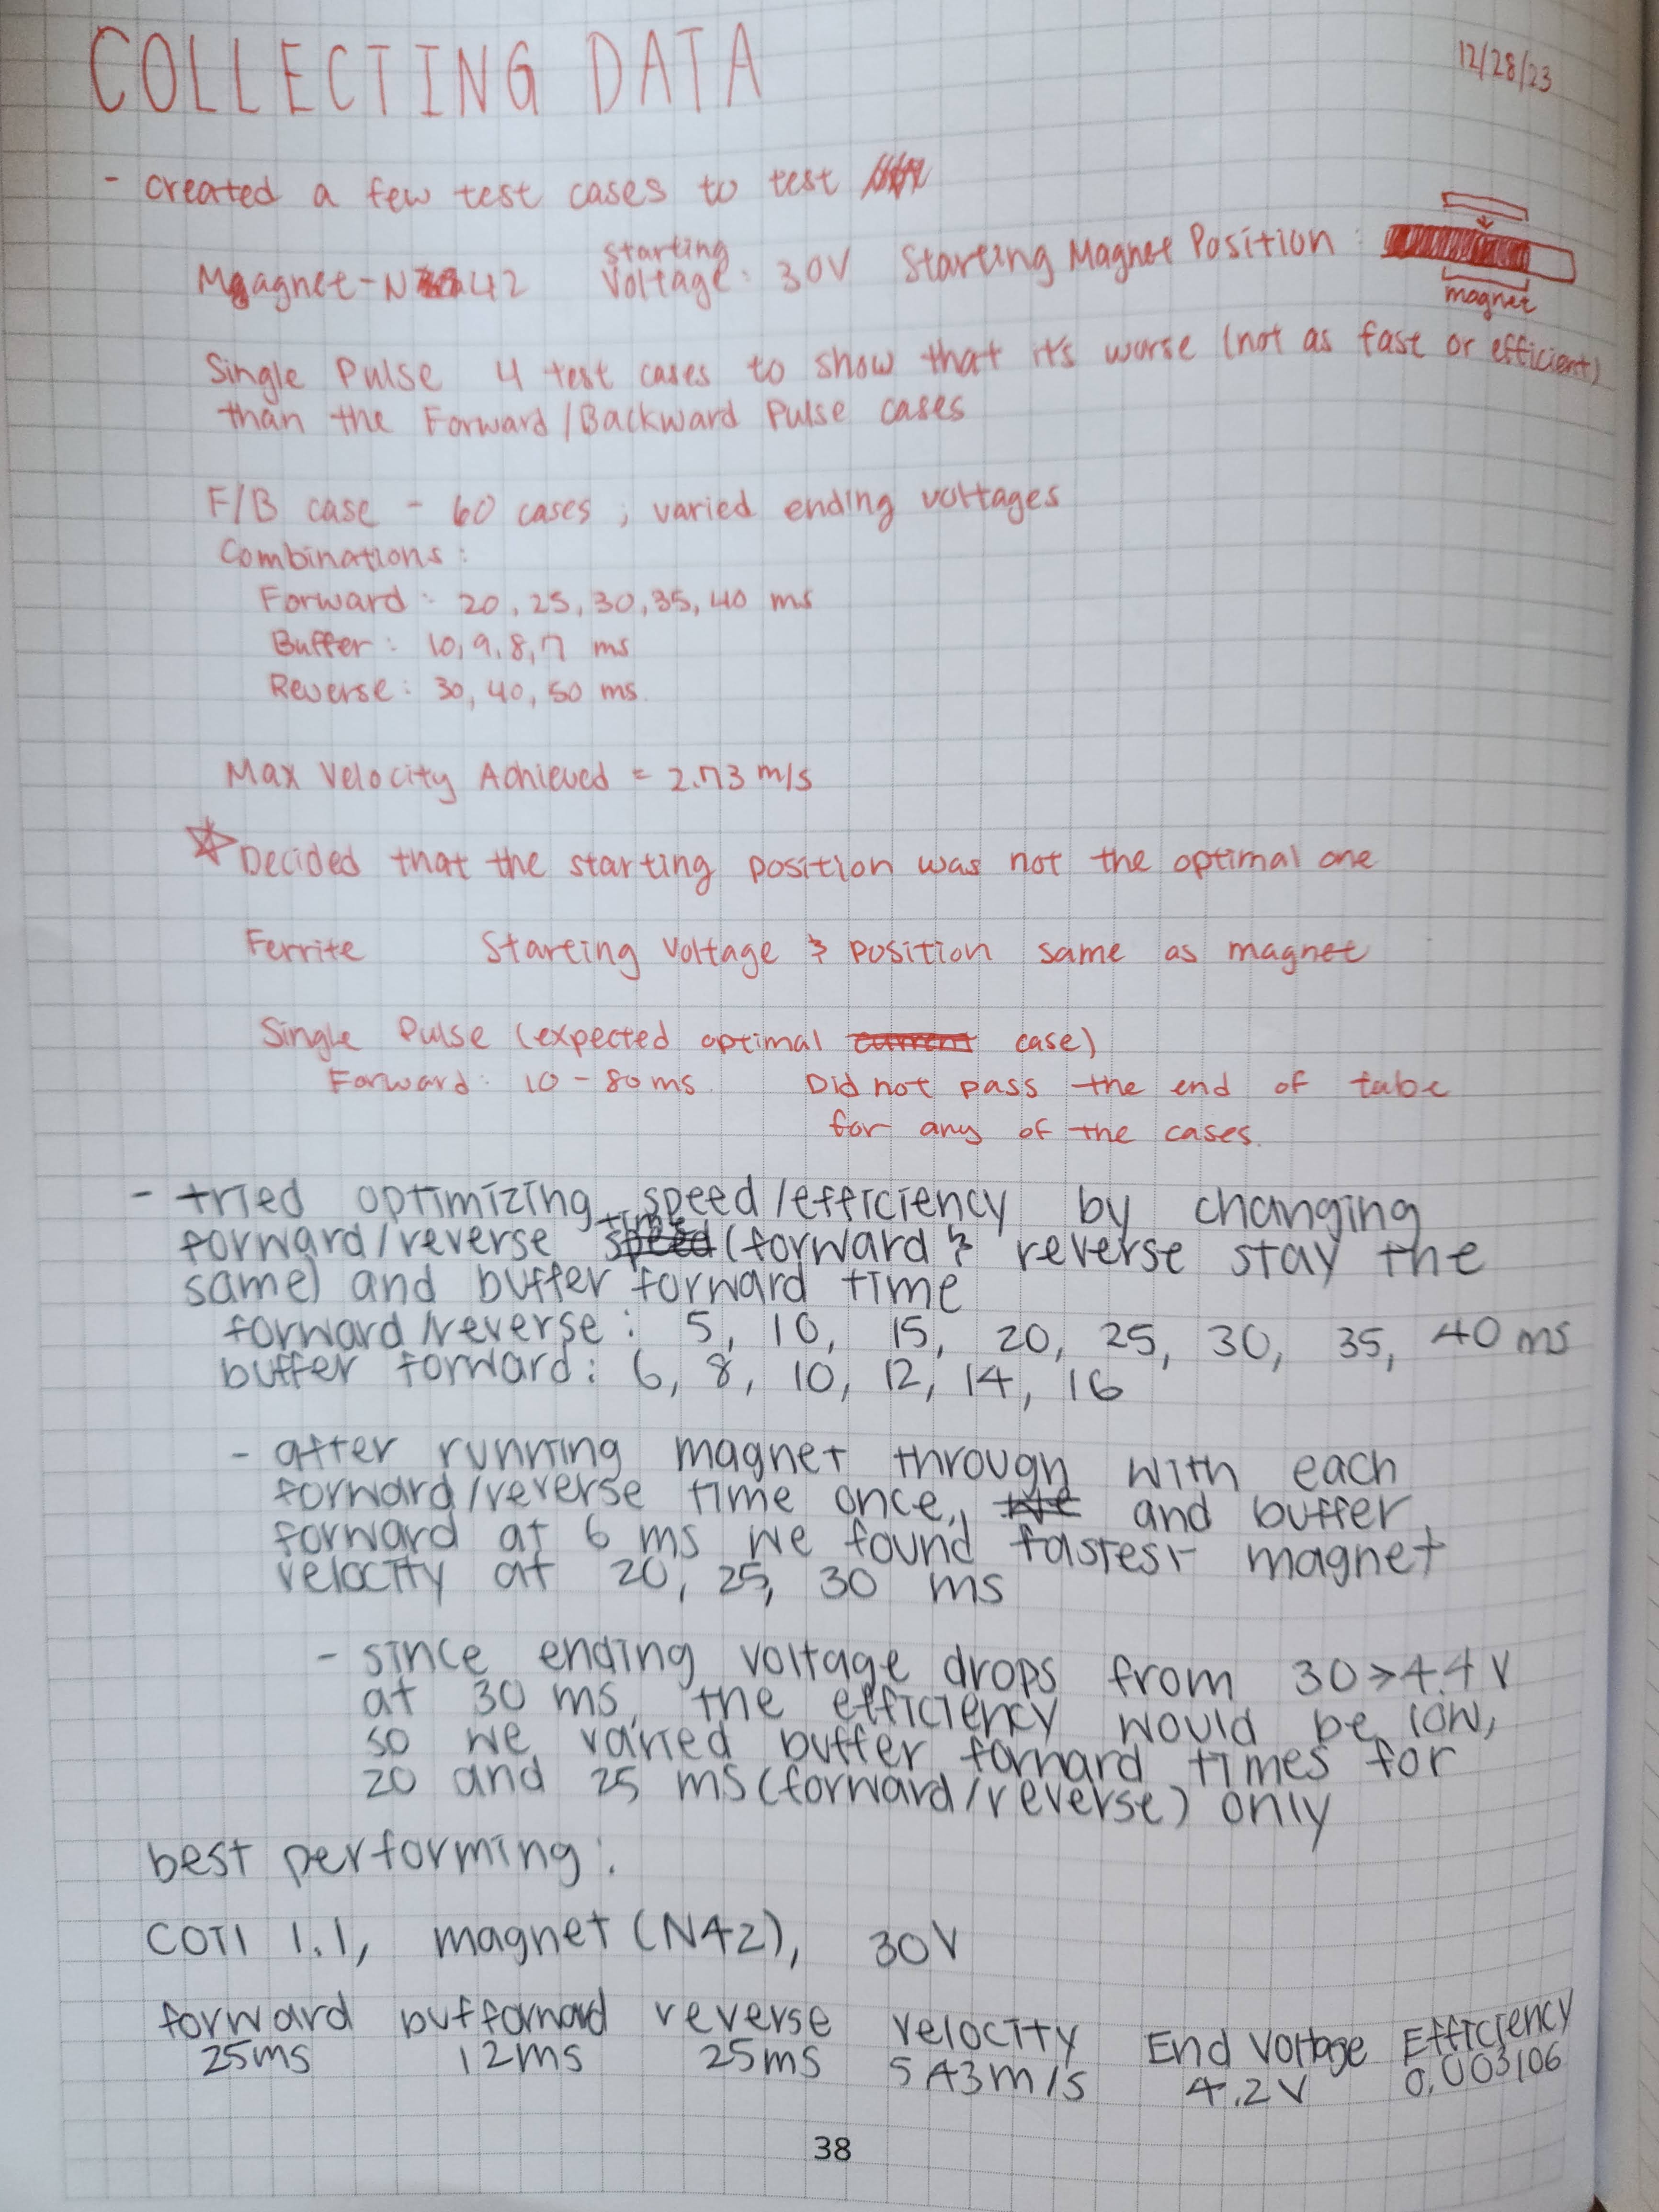 COLLECTING DATA
12/28/23
- created a few test cases to test
Magnet - N42 starting Voltage: 30V Starting Magnet Position :
magnet
Single Pulse 4 test cases to show that it's worse (not as fast or efficient)
than the Forward/Backward Pulse cases
F/B case - 60 cases ; varied ending voltages
Combinations:
Forward: 20, 25, 30, 35, 40 ms
Buffer: 10, 9, 8, 7 ms
Reverse: 30, 40, 50 ms.
Max Velocity Achieved = 2.73 m/s
☆ Decided that the starting position was not the optimal one
Ferrite Starting Voltage & position same as magnet
Single Pulse (expected optimal case)
Forward: 10 - 80 ms. Did not pass the end of tube
for any of the cases.
- tried optimizing speed/efficiency by changing
forward/reverse time (forward & reverse stay the
same) and buffer forward time
forward/reverse: 5, 10, 15, 20, 25, 30, 35, 40 ms
buffer forward: 6, 8, 10, 12, 14, 16
- after running magnet through with each
forward/reverse time once, and buffer
forward at 6 ms we found fastest magnet
velocity at 20, 25, 30 ms
- since ending voltage drops from 30>4.4 V
at 30 ms, the efficiency would be low,
so we varied buffer forward times for
20 and 25 ms (forward/reverse) only
best performing:
COTI 1.1, magnet (N42), 30V
forward bufforward reverse velocity End Voltage Efficiency
25ms 12ms 25ms 5.43m/s 4.2V 0.003106
38